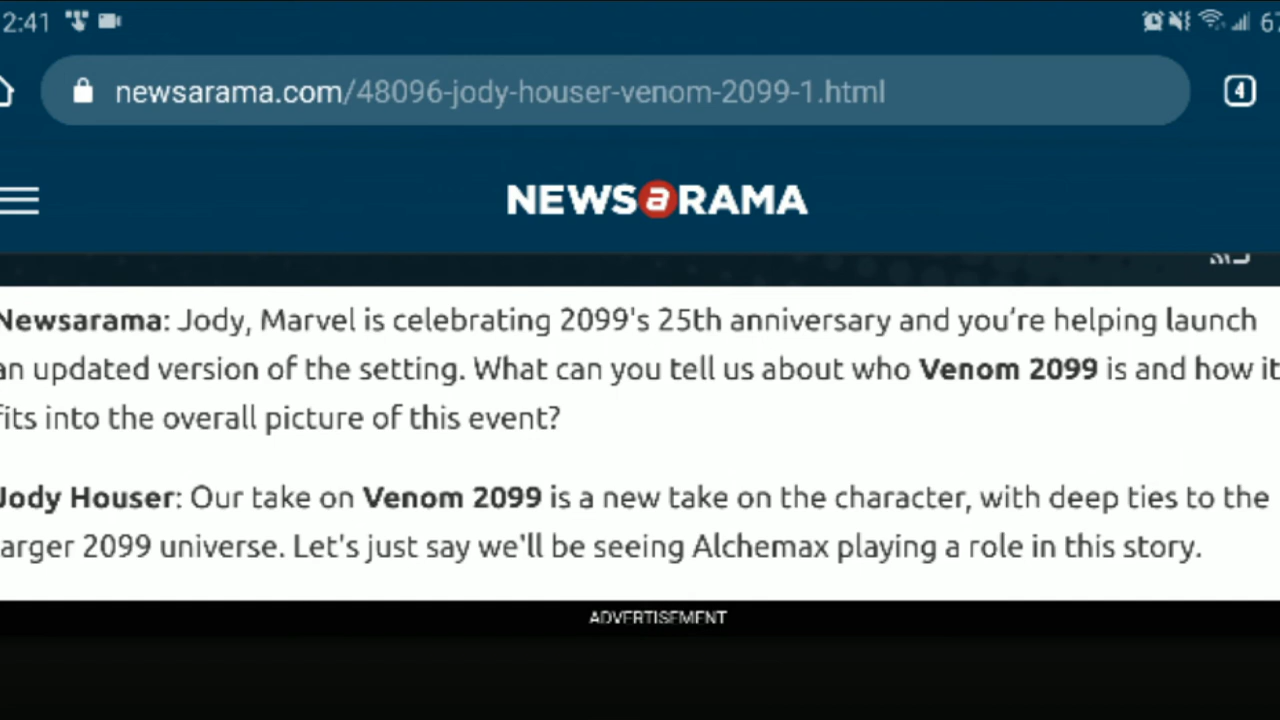 2:41
newsarama.com/48096-jody-houser-venom-2099-1.html
4
NEWSaRAMA
Newsarama: Jody, Marvel is celebrating 2099's 25th anniversary and you're helping launch
an updated version of the setting. What can you tell us about who Venom 2099 is and how it
fits into the overall picture of this event?
Jody Houser: Our take on Venom 2099 is a new take on the character, with deep ties to the
larger 2099 universe. Let's just say we'll be seeing Alchemax playing a role in this story.
ADVERTISEMENT